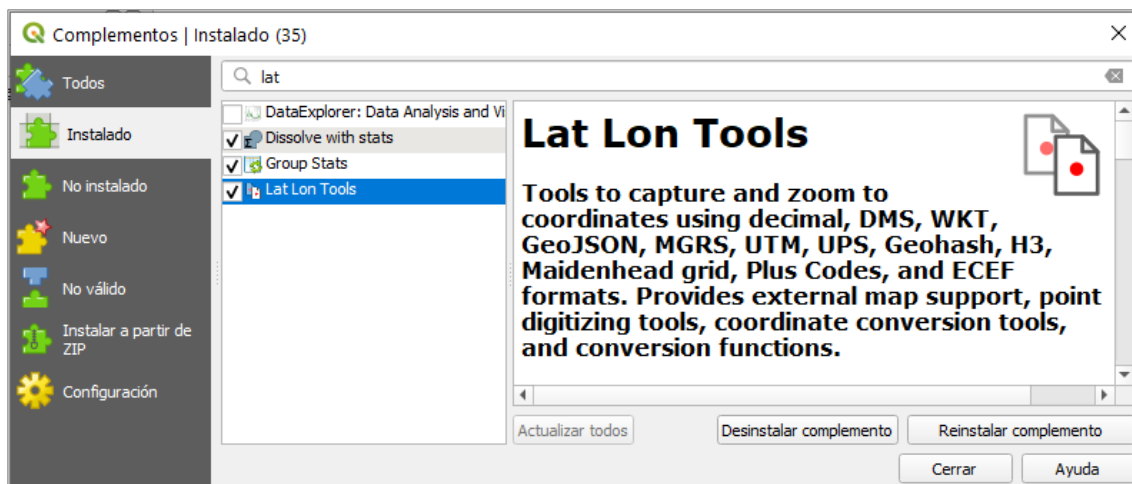 Complementos | Instalado (35)
Todos
Instalado
No instalado
Nuevo
No válido
Instalar a partir de
ZIP
Configuración
lat
DataExplorer: Data Analysis and Vi
Dissolve with stats
Group Stats
Lat Lon Tools
Lat Lon Tools
Tools to capture and zoom to
coordinates using decimal, DMS, WKT,
GeoJSON, MGRS, UTM, UPS, Geohash, H3,
Maidenhead grid, Plus Codes, and ECEF
formats. Provides external map support, point
digitizing tools, coordinate conversion tools,
and conversion functions.
Actualizar todos
Desinstalar complemento
Reinstalar complemento
Cerrar
Ayuda